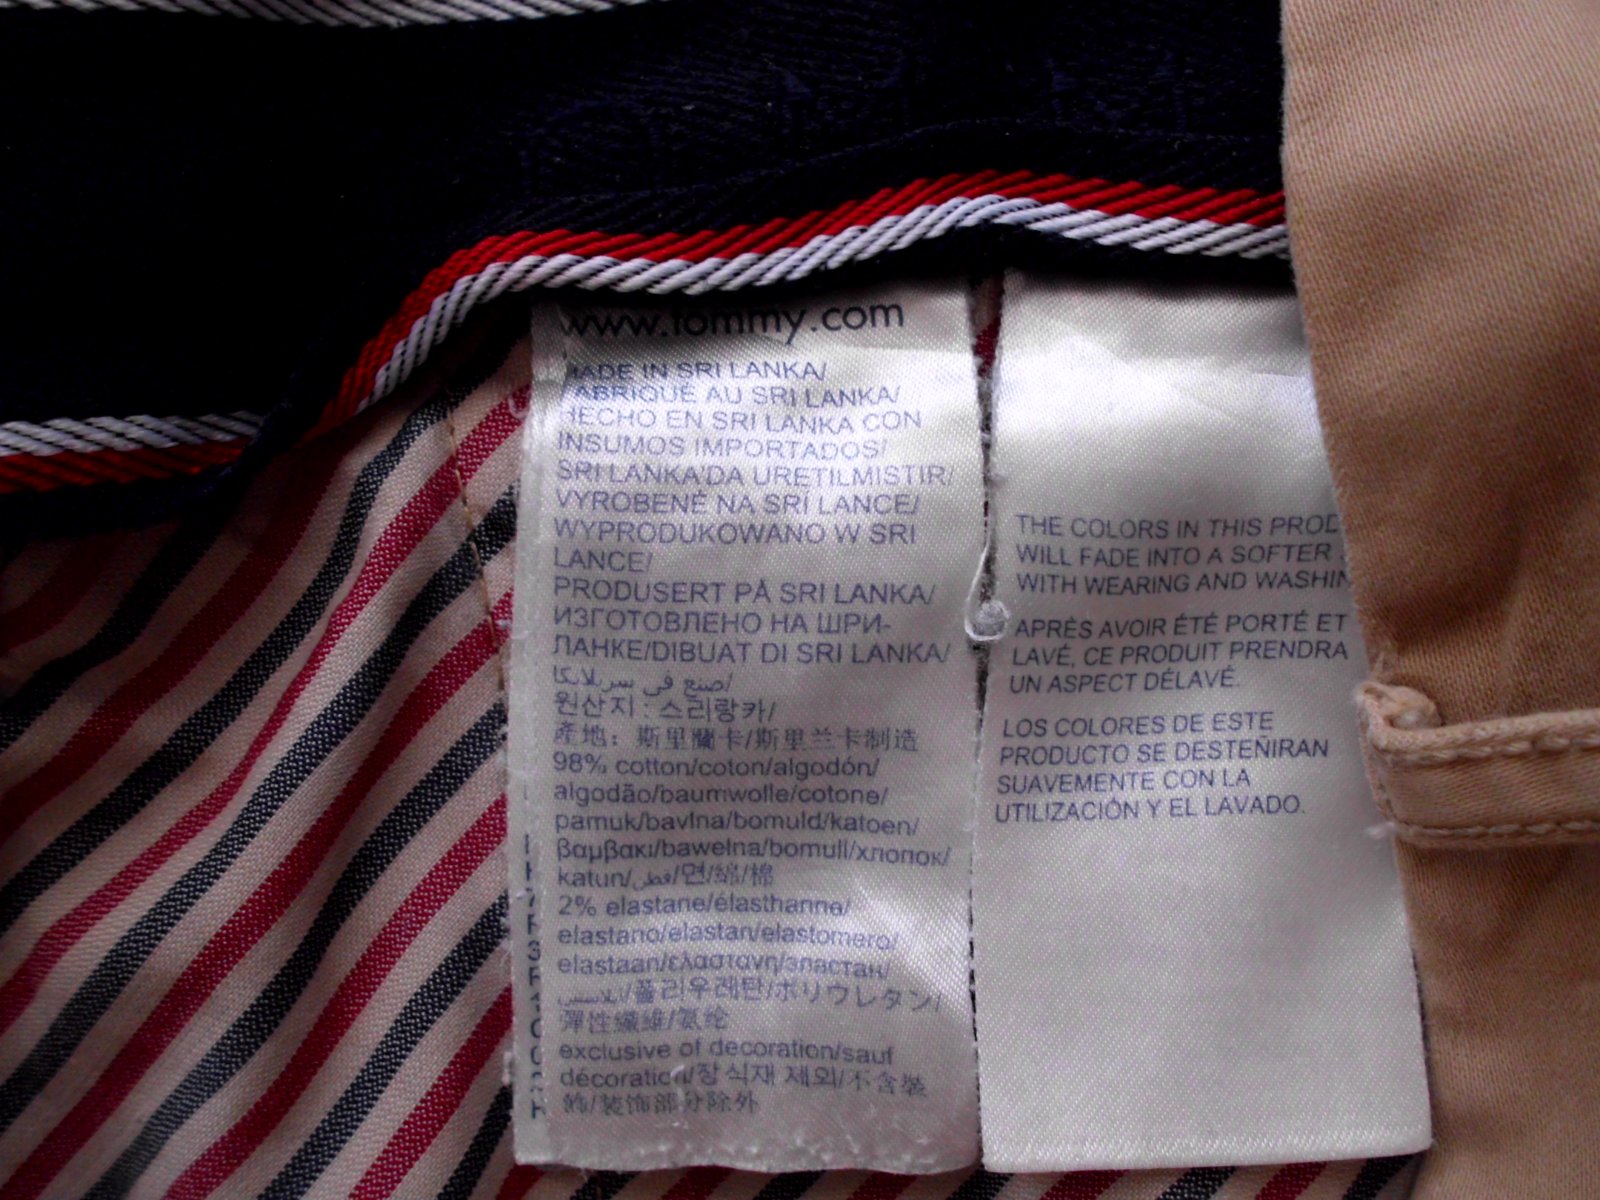 www.tommy.com
MADE IN SRI LANKA/
FABRIQUÉ AU SRI LANKA/
HECHO EN SRI LANKA CON
INSUMOS IMPORTADOS/
SRI LANKA'DA URETILMISTIR/
VYROBENÉ NA SRÍ LANCE/
WYPRODUKOWANO W SRI
LANCE/
PRODUSERT PÅ SRI LANKA/
ИЗГОТОВЛЕНО НА ШРИ-
ЛАНКЕ/DIBUAT DI SRI LANKA/
صنع في سريلانكا/
원산지 : 스리랑카/
產地：斯里蘭卡/斯里兰卡制造
98% cotton/coton/algodón/
algodão/baumwolle/cotone/
pamuk/bavlna/bomuld/katoen/
βαμβακι/bawełna/bomull/хлопок/
katun/قطن/면/綿/棉
2% elastane/élasthanne/
elastano/elastan/elastomero/
elastaan/ελαστανη/эластан/
폴리우레탄/ポリウレタン/
彈性纖維/氨纶
exclusive of decoration/sauf
décoration/장식재 제외/不含裝
飾/装饰部分除外
THE COLORS IN THIS PROD
WILL FADE INTO A SOFTER
WITH WEARING AND WASHIN
APRÈS AVOIR ÉTÉ PORTÉ ET
LAVÉ, CE PRODUIT PRENDRA
UN ASPECT DÉLAVÉ.
LOS COLORES DE ESTE
PRODUCTO SE DESTEÑIRAN
SUAVEMENTE CON LA
UTILIZACIÓN Y EL LAVADO.